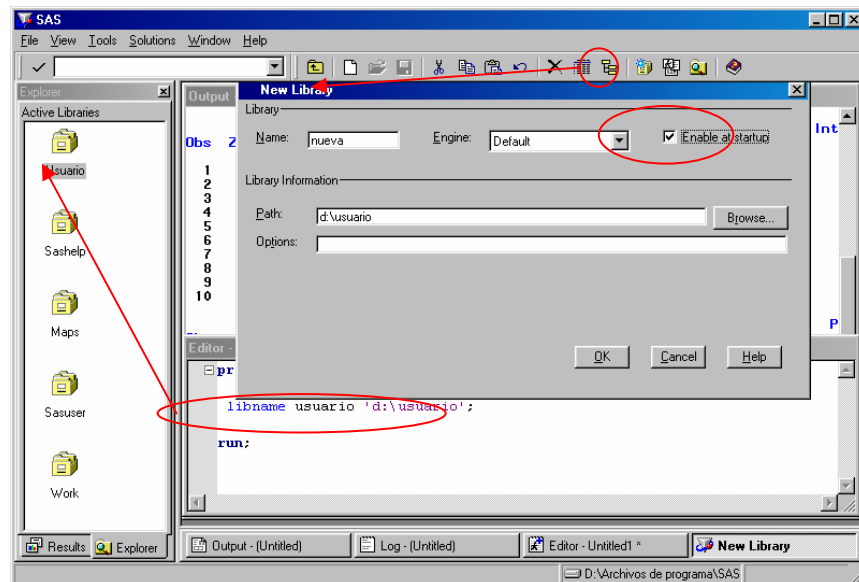 SAS
File View Tools Solutions Window Help
Explorer
Active Libraries
Usuario
Sashelp
Maps
Sasuser
Work
Results Explorer
Output
Obs Z
Int
1
2
3
4
5
6
7
8
9
10
P
New Library
Library
Name: nueva Engine: Default Enable at startup
Library Information
Path: d:\usuario Browse...
Options:
OK Cancel Help
Editor -
pr
libname usuario 'd:\usuario';
run;
Output - (Untitled) Log - (Untitled) Editor - Untitled1 * New Library
D:\Archivos de programa\SAS